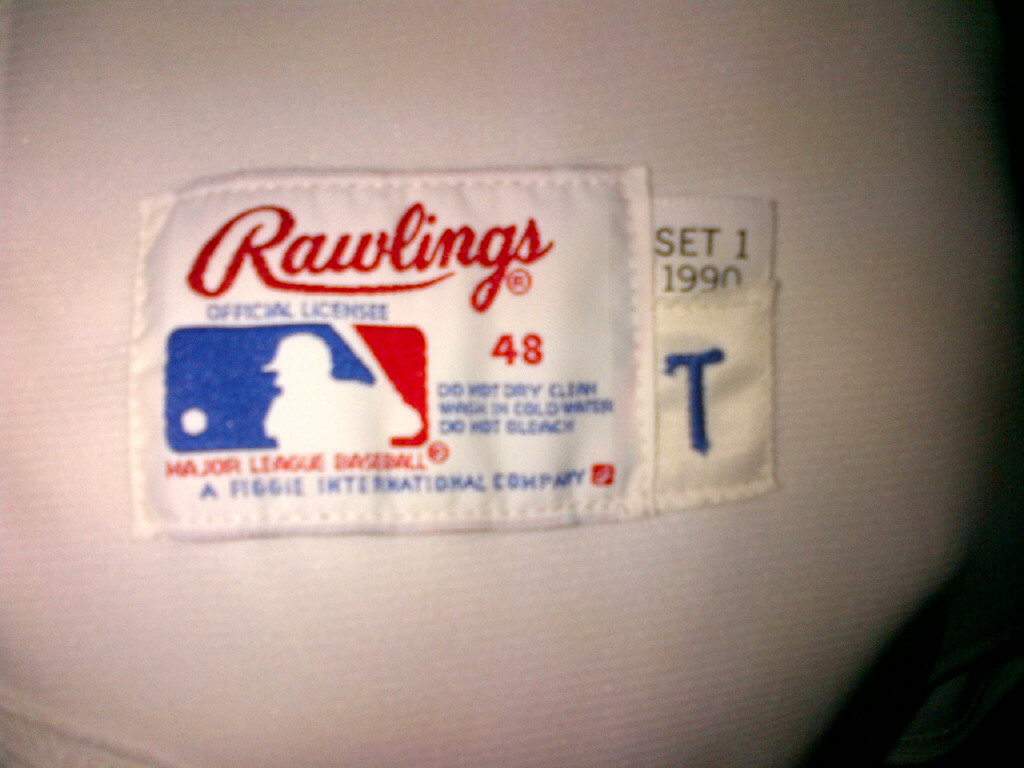 Rawlings®
OFFICIAL LICENSEE
48
DO NOT DRY CLEAN
WASH IN COLD WATER
DO NOT BLEACH
MAJOR LEAGUE BASEBALL®
A FIGGIE INTERNATIONAL COMPANY
SET 1
1990
T